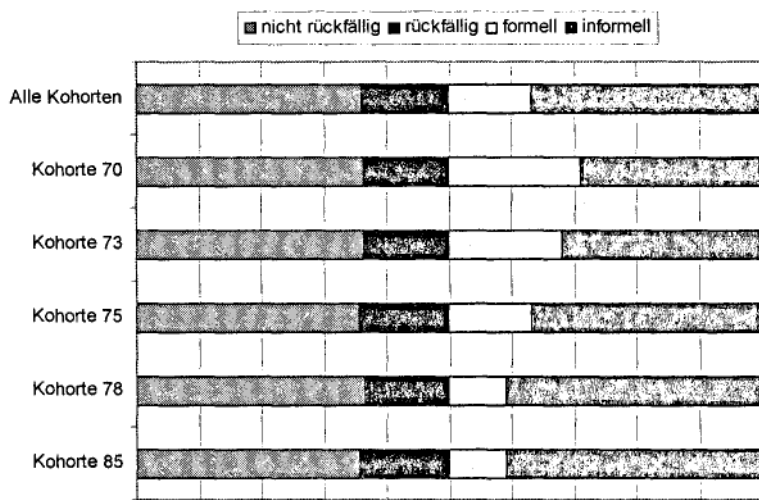 nicht rückfällig rückfällig formell informell
Alle Kohorten
Kohorte 70
Kohorte 73
Kohorte 75
Kohorte 78
Kohorte 85